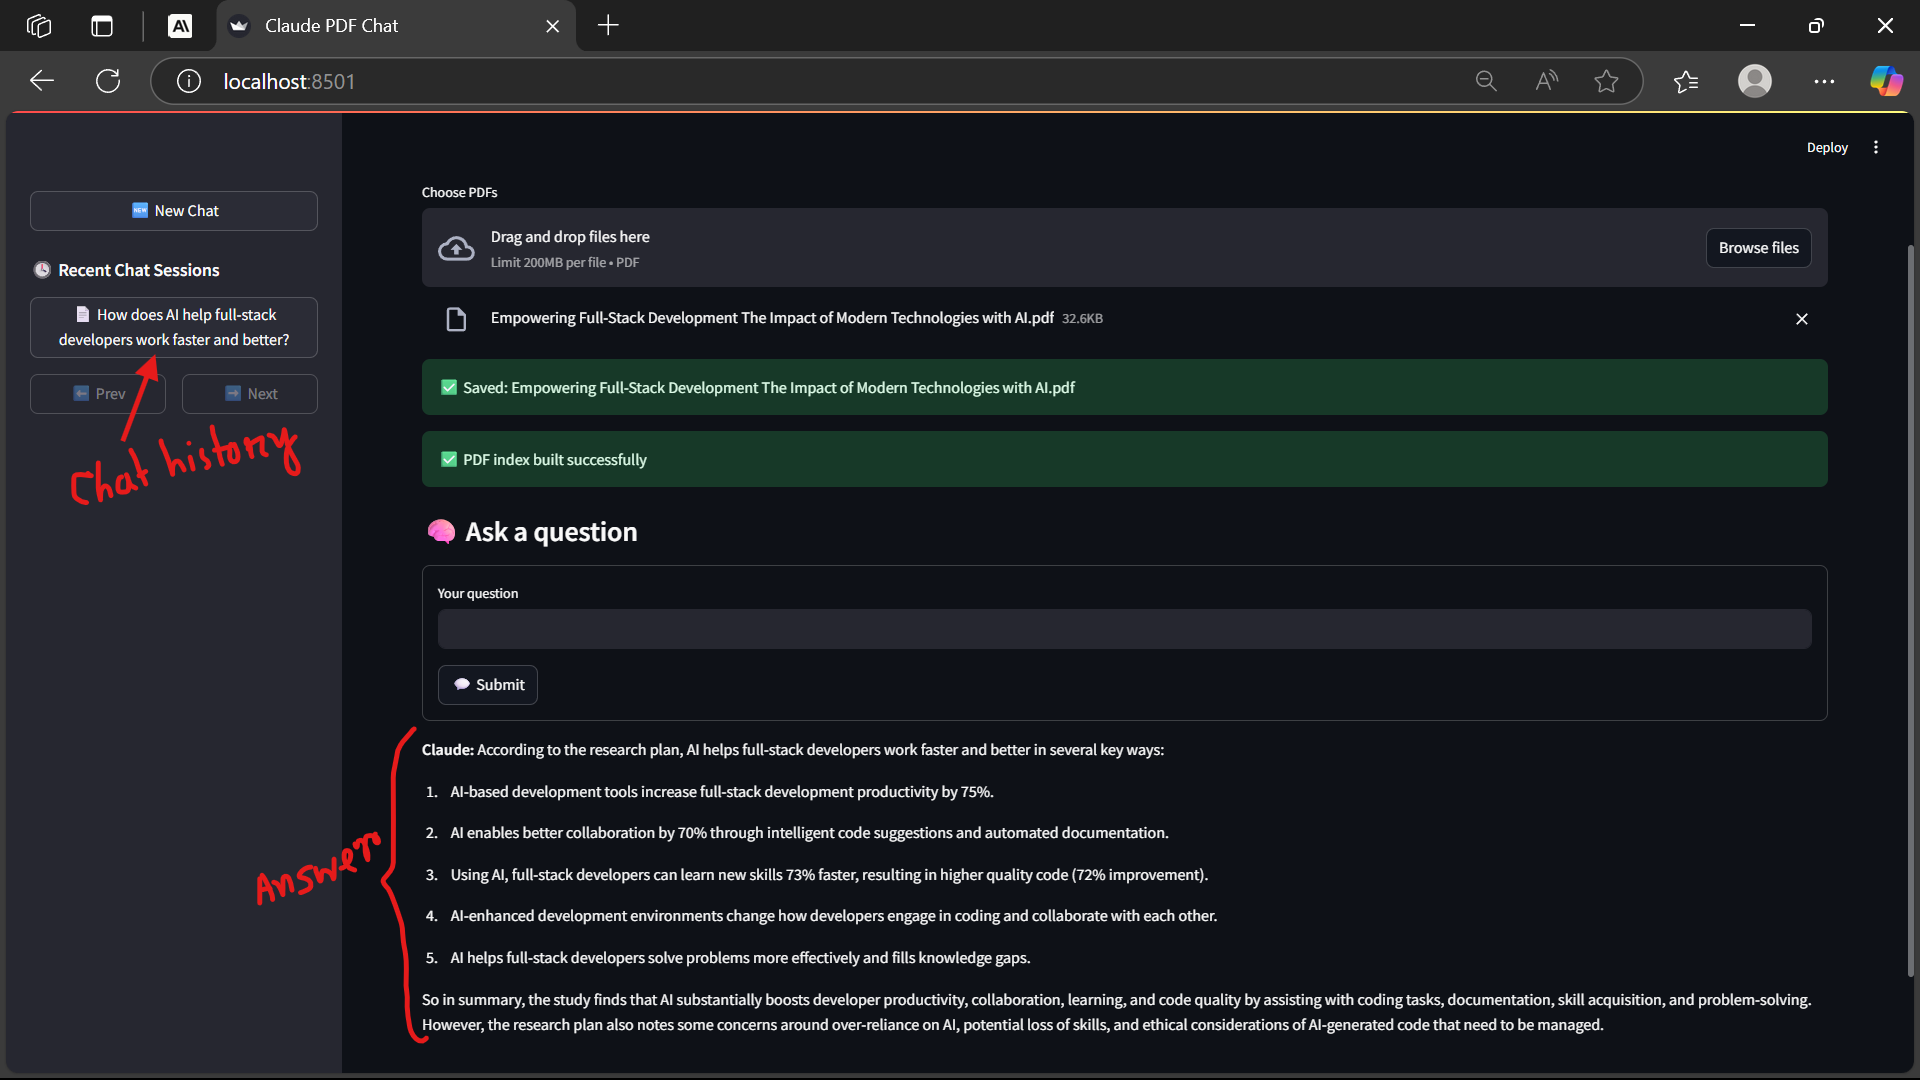 Claude PDF Chat
localhost:8501
Deploy
NEW New Chat
Recent Chat Sessions
How does AI help full-stack
developers work faster and better?
Prev
Next
Chat history
Choose PDFs
Drag and drop files here
Limit 200MB per file • PDF
Browse files
Empowering Full-Stack Development The Impact of Modern Technologies with AI.pdf 32.6KB
Saved: Empowering Full-Stack Development The Impact of Modern Technologies with AI.pdf
PDF index built successfully
Ask a question
Your question
Submit
Answer
Claude: According to the research plan, AI helps full-stack developers work faster and better in several key ways:
1. AI-based development tools increase full-stack development productivity by 75%.
2. AI enables better collaboration by 70% through intelligent code suggestions and automated documentation.
3. Using AI, full-stack developers can learn new skills 73% faster, resulting in higher quality code (72% improvement).
4. AI-enhanced development environments change how developers engage in coding and collaborate with each other.
5. AI helps full-stack developers solve problems more effectively and fills knowledge gaps.
So in summary, the study finds that AI substantially boosts developer productivity, collaboration, learning, and code quality by assisting with coding tasks, documentation, skill acquisition, and problem-solving.
However, the research plan also notes some concerns around over-reliance on AI, potential loss of skills, and ethical considerations of AI-generated code that need to be managed.